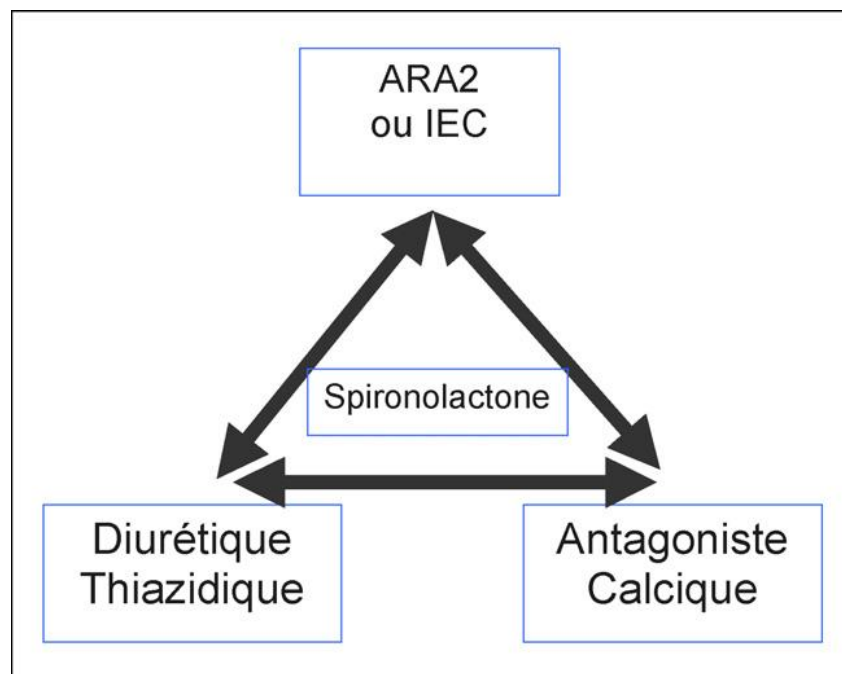 ARA2
ou IEC
Spironolactone
Diurétique
Thiazidique
Antagoniste
Calcique